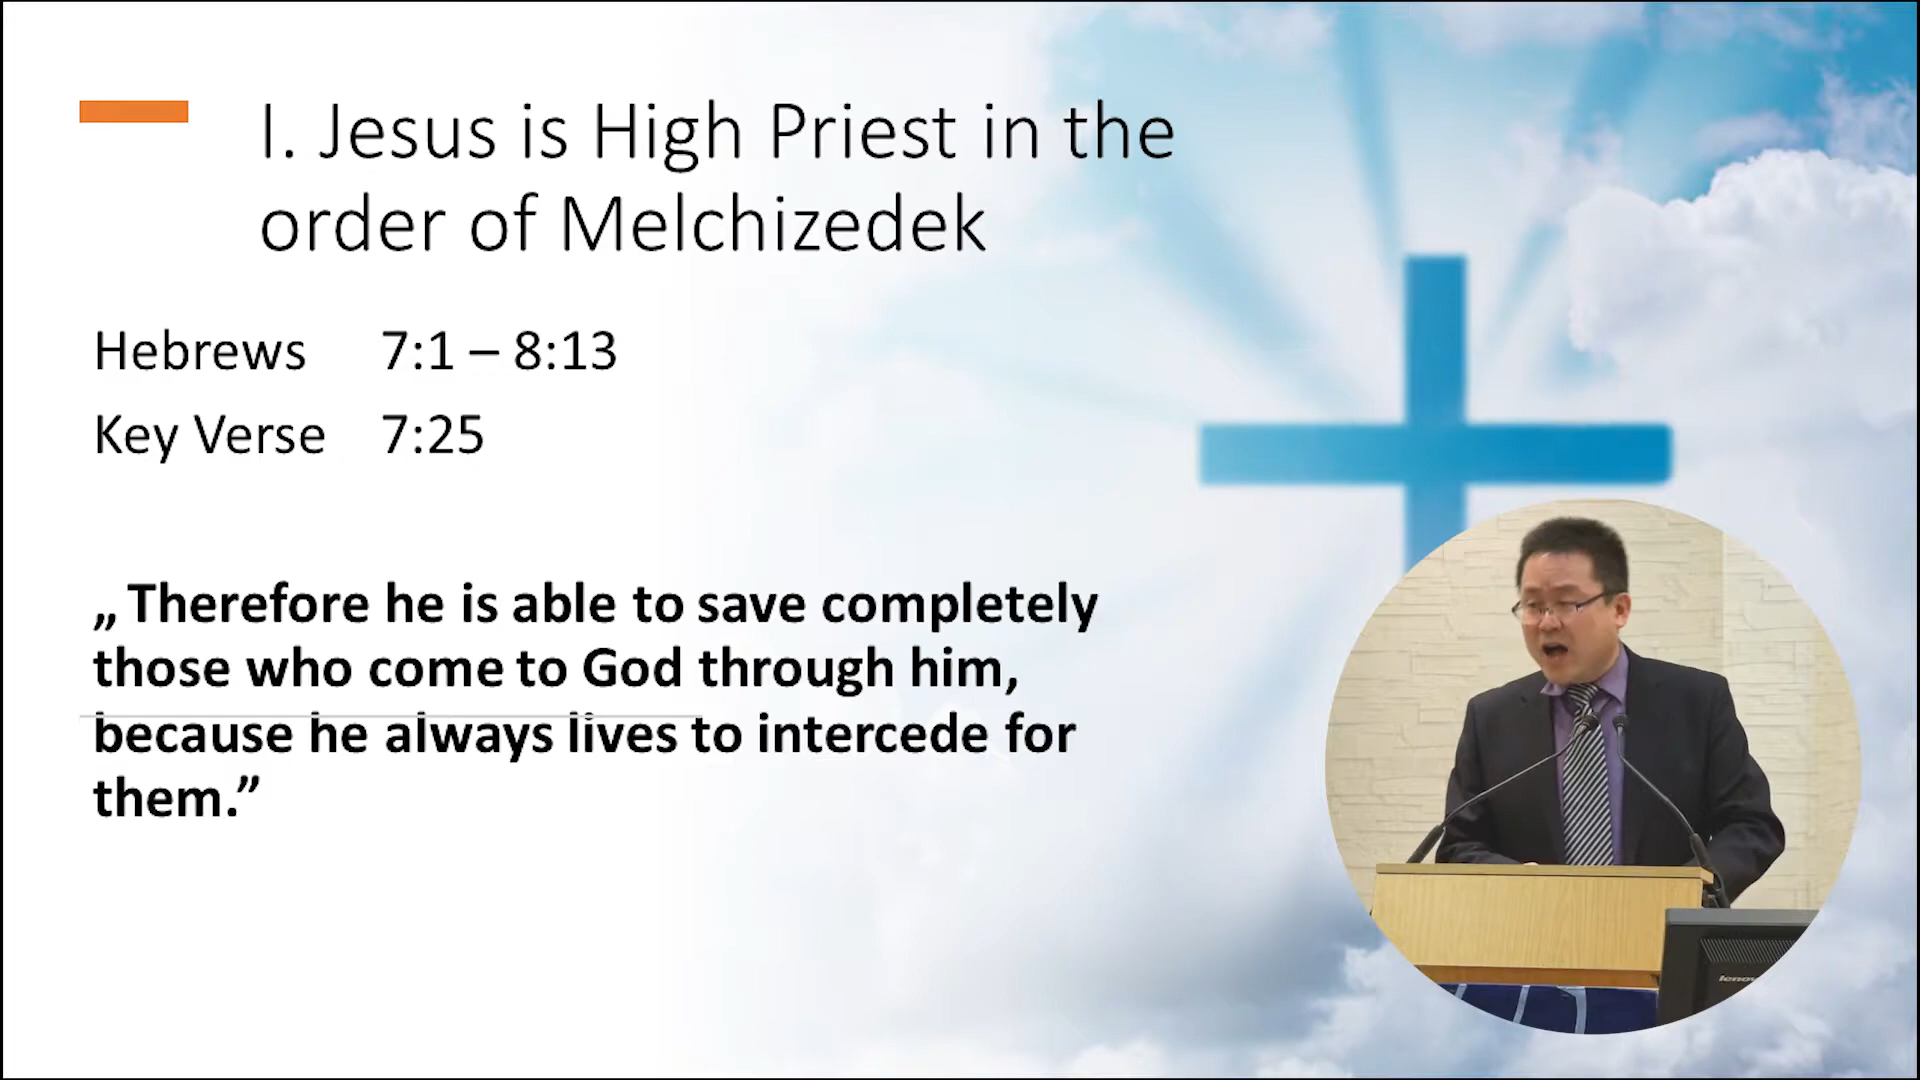 I. Jesus is High Priest in the
order of Melchizedek
Hebrews 7:1 – 8:13
Key Verse 7:25
„ Therefore he is able to save completely
those who come to God through him,
because he always lives to intercede for
them.”